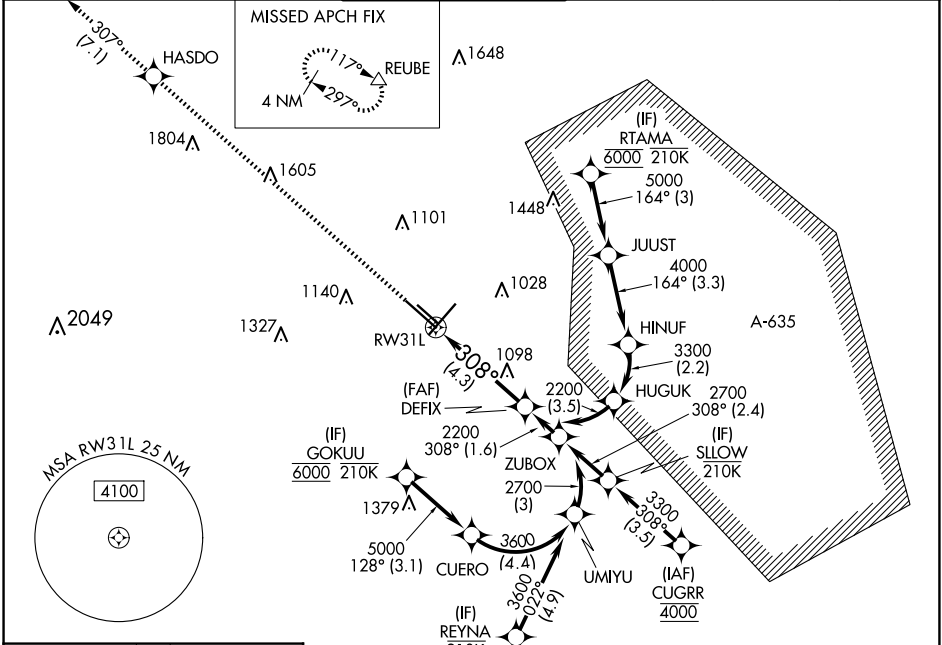 MISSED APCH FIX
117°
REUBE
4 NM
297°
307°
(7.1)
HASDO
1648
1804
1605
1101
1448
1140
1028
2049
1327
RW31L
308°
(4.3)
1098
(IF)
RTAMA
6000 210K
5000
164° (3)
JUUST
4000
164° (3.3)
HINUF
A-635
3300
(2.2)
HUGUK
(FAF)
DEFIX
2200
(3.5)
2700
308° (2.4)
2200
308° (1.6)
ZUBOX
(IF)
SLLOW
210K
(IF)
GOKUU
6000 210K
1379
2700
(3)
5000
128° (3.1)
CUERO
3600
(4.4)
UMIYU
3300
308°
(3.5)
(IAF)
CUGRR
4000
3600
022°
(4.9)
(IF)
REYNA
MSA RW31L 25 NM
4100